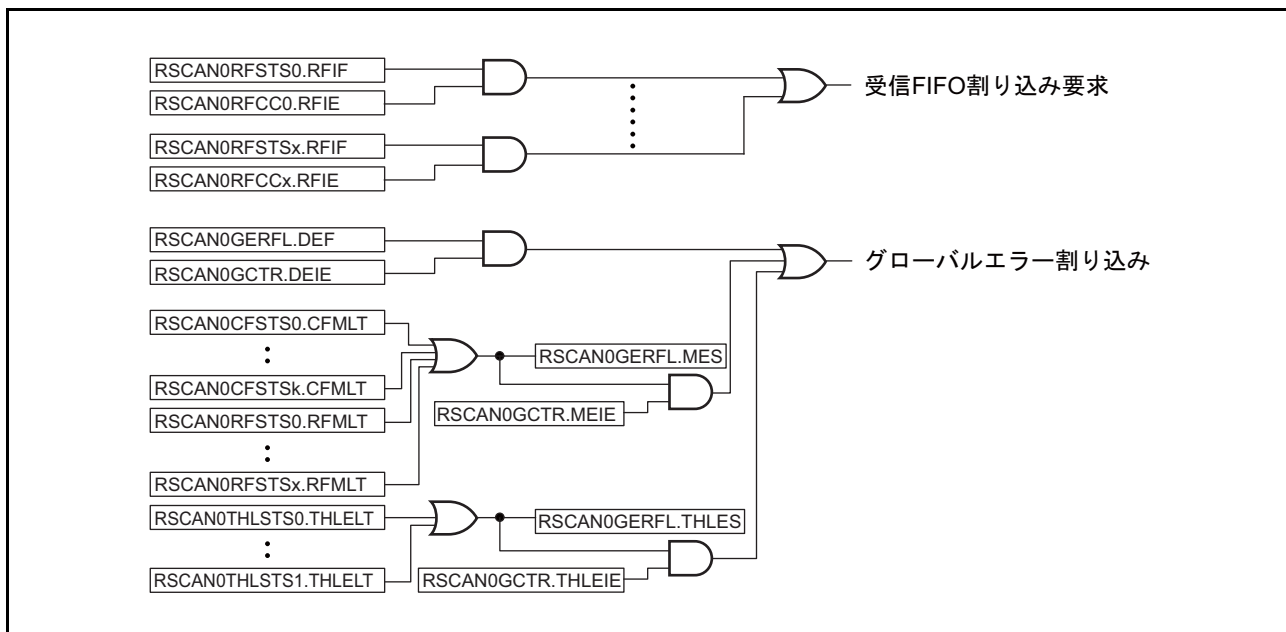 RSCAN0RFSTS0.RFIF
RSCAN0RFCC0.RFIE
受信FIFO割り込み要求
RSCAN0RFSTSx.RFIF
RSCAN0RFCCx.RFIE
RSCAN0GERFL.DEF
RSCAN0GCTR.DEIE
グローバルエラー割り込み
RSCAN0CFSTS0.CFMLT
RSCAN0GERFL.MES
RSCAN0CFSTSk.CFMLT
RSCAN0GCTR.MEIE
RSCAN0RFSTS0.RFMLT
RSCAN0RFSTSx.RFMLT
RSCAN0THLSTS0.THLELT
RSCAN0GERFL.THLES
RSCAN0THLSTS1.THLELT
RSCAN0GCTR.THLEIE